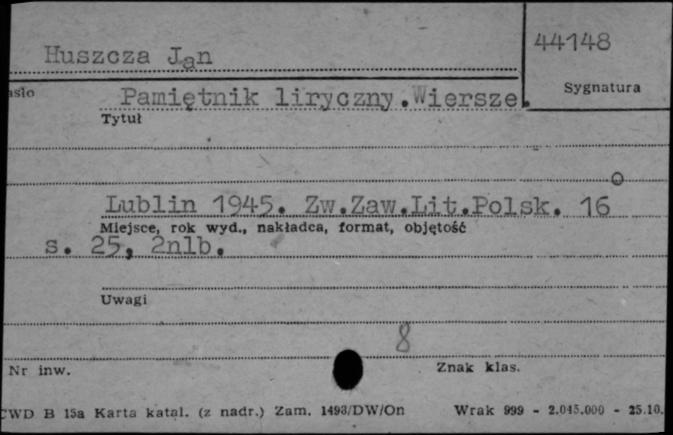 Huszcza Jan
44148
Sygnatura
asło
Pamiętnik liryczny.Wiersze.
Tytuł
Lublin 1945. Zw.Zaw.Lit.Polsk. 16°
Miejsce, rok wyd., nakładca, format, objętość
s. 25, 2nlb.
Uwagi
8
Nr inw.
Znak klas.
CWD B 15a Karta katal. (z nadr.) Zam. 1493/DW/On Wrak 999 - 2.045.000 - 25.10.